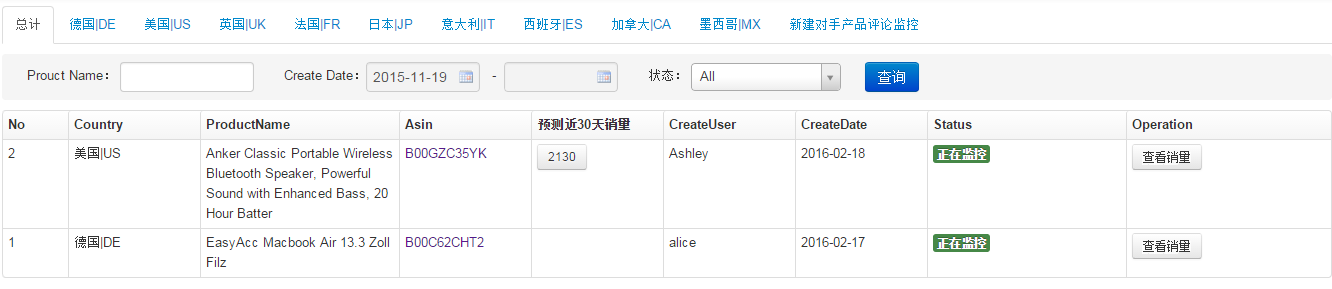 总计 德国|DE 美国|US 英国|UK 法国|FR 日本|JP 意大利|IT 西班牙|ES 加拿大|CA 墨西哥|MX 新建对手产品评论监控
Prouct Name： Create Date： 2015-11-19 - 状态： All 查询
No Country ProductName Asin 预测近30天销量 CreateUser CreateDate Status Operation
2 美国|US Anker Classic Portable Wireless B00GZC35YK 2130 Ashley 2016-02-18 正在监控 查看销量
Bluetooth Speaker, Powerful
Sound with Enhanced Bass, 20
Hour Batter
1 德国|DE EasyAcc Macbook Air 13.3 Zoll B00C62CHT2 alice 2016-02-17 正在监控 查看销量
Filz